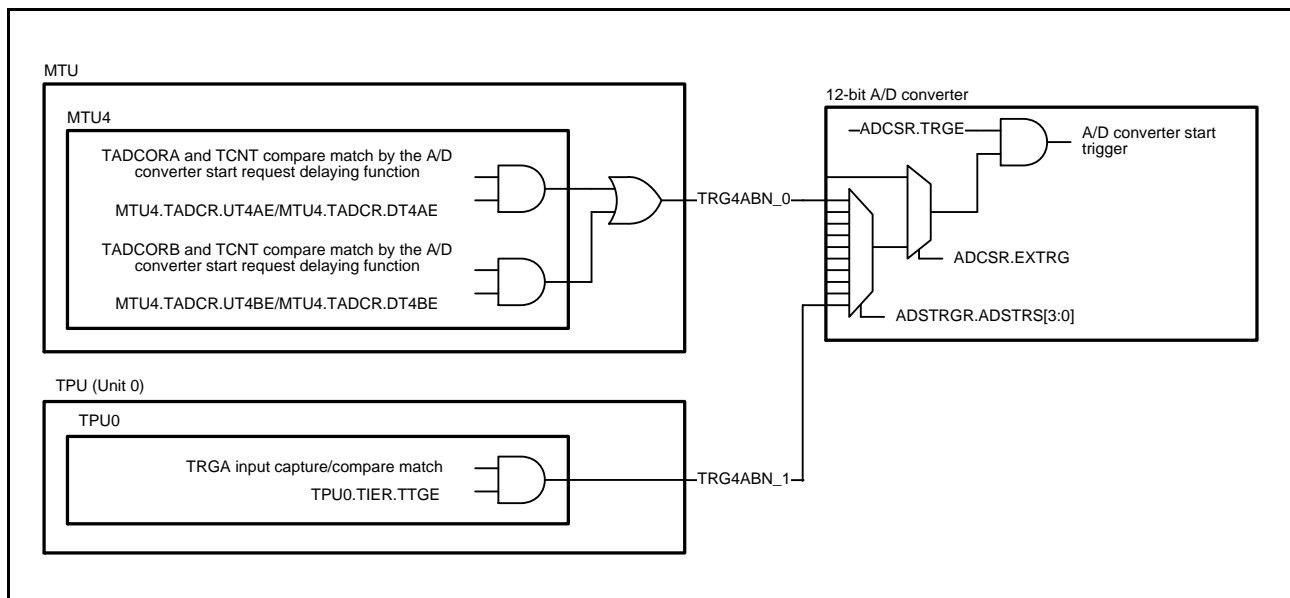 MTU
MTU4
TADCORA and TCNT compare match by the A/D
converter start request delaying function
MTU4.TADCR.UT4AE/MTU4.TADCR.DT4AE
TADCORB and TCNT compare match by the A/D
converter start request delaying function
MTU4.TADCR.UT4BE/MTU4.TADCR.DT4BE
TRG4ABN_0
12-bit A/D converter
ADCSR.TRGE
A/D converter start
trigger
ADCSR.EXTRG
ADSTRGR.ADSTRS[3:0]
TPU (Unit 0)
TPU0
TRGA input capture/compare match
TPU0.TIER.TTGE
TRG4ABN_1